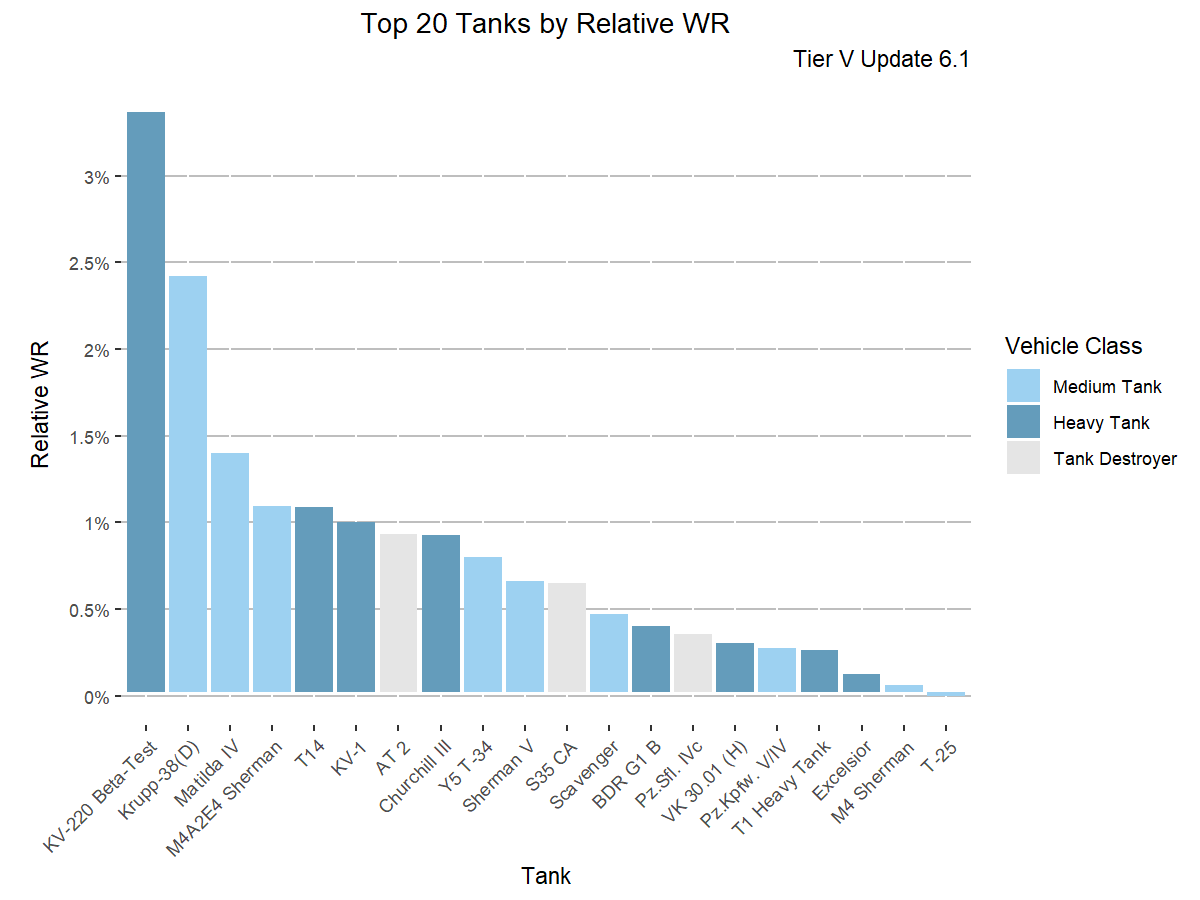 Top 20 Tanks by Relative WR
Tier V Update 6.1
Relative WR
3%
2.5%
2%
1.5%
1%
0.5%
0%
KV-220 Beta-Test
Krupp-38(D)
Matilda IV
M4A2E4 Sherman
T14
KV-1
AT 2
Churchill III
Y5 T-34
Sherman V
S35 CA
Scavenger
BDR G1 B
Pz.Sfl. IVc
VK 30.01 (H)
Pz.Kpfw. V/IV
T1 Heavy Tank
Excelsior
M4 Sherman
T-25
Tank
Vehicle Class
Medium Tank
Heavy Tank
Tank Destroyer